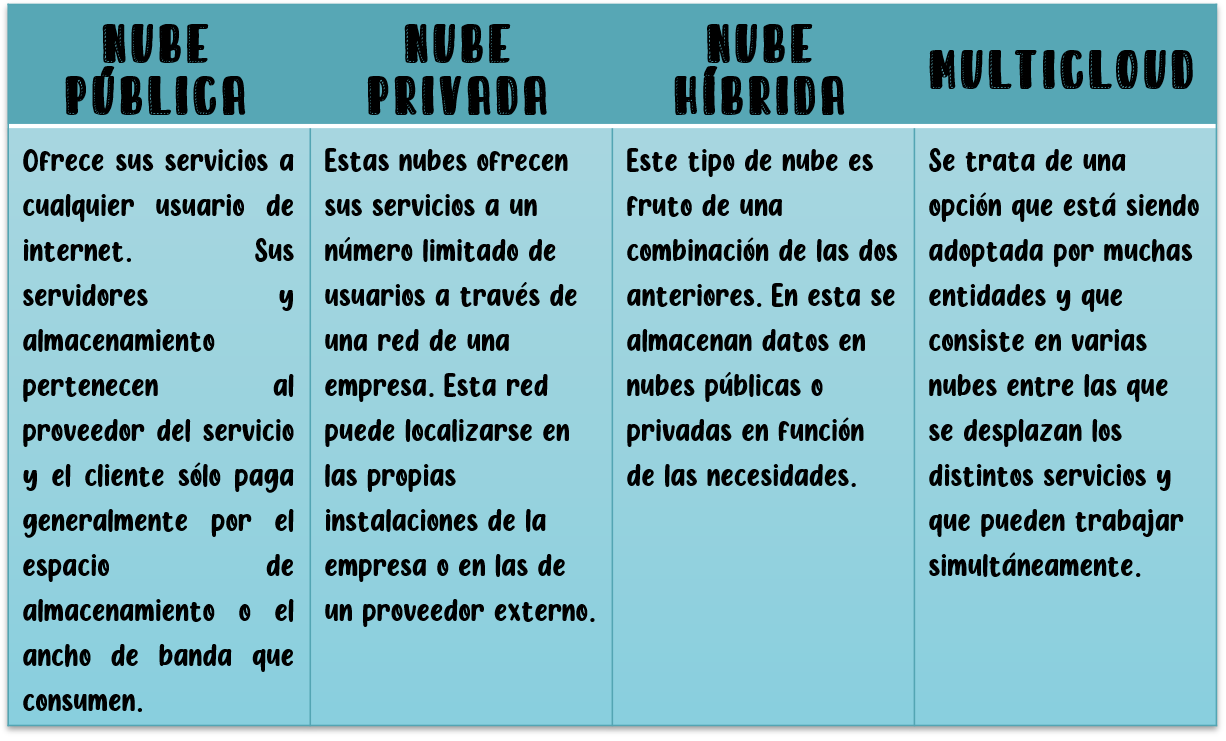 NUBE
PÚBLICA
Ofrece sus servicios a
cualquier usuario de
internet. Sus
servidores y
almacenamiento
pertenecen al
proveedor del servicio
y el cliente sólo paga
generalmente por el
espacio de
almacenamiento o el
ancho de banda que
consumen.
NUBE
PRIVADA
Estas nubes ofrecen
sus servicios a un
número limitado de
usuarios a través de
una red de una
empresa. Esta red
puede localizarse en
las propias
instalaciones de la
empresa o en las de
un proveedor externo.
NUBE
HÍBRIDA
Este tipo de nube es
fruto de una
combinación de las dos
anteriores. En esta se
almacenan datos en
nubes públicas o
privadas en función
de las necesidades.
MULTICLOUD
Se trata de una
opción que está siendo
adoptada por muchas
entidades y que
consiste en varias
nubes entre las que
se desplazan los
distintos servicios y
que pueden trabajar
simultáneamente.